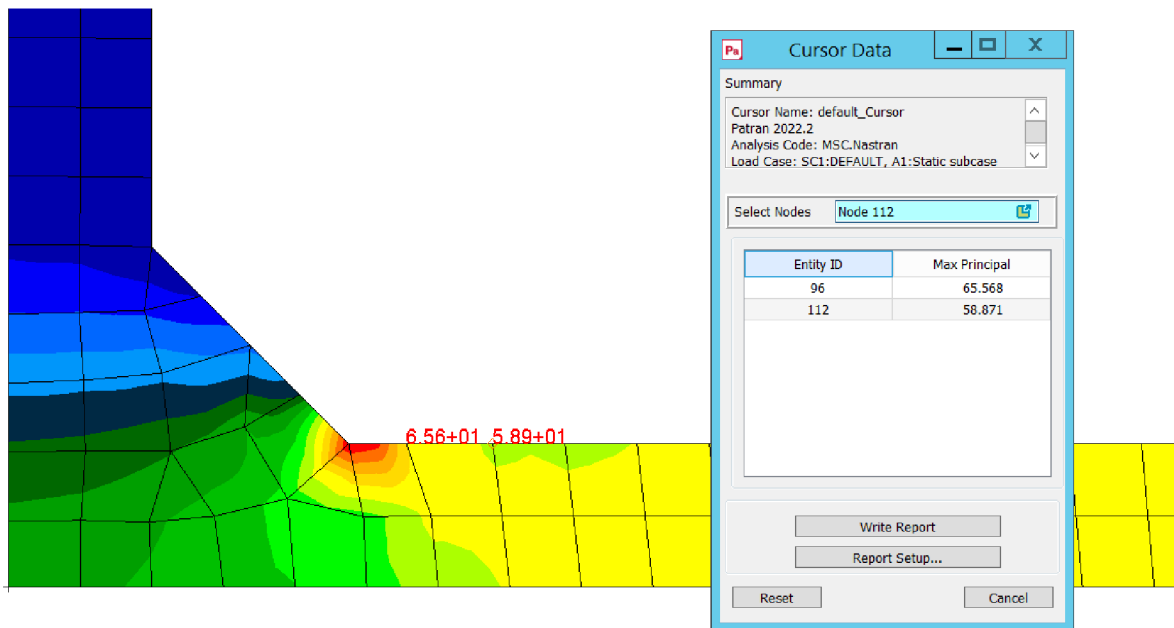 Pa Cursor Data
Summary
Cursor Name: default_Cursor
Patran 2022.2
Analysis Code: MSC.Nastran
Load Case: SC1:DEFAULT, A1:Static subcase
Select Nodes Node 112
Entity ID Max Principal
96 65.568
112 58.871
6.56+01 5.89+01
Write Report
Report Setup...
Reset Cancel